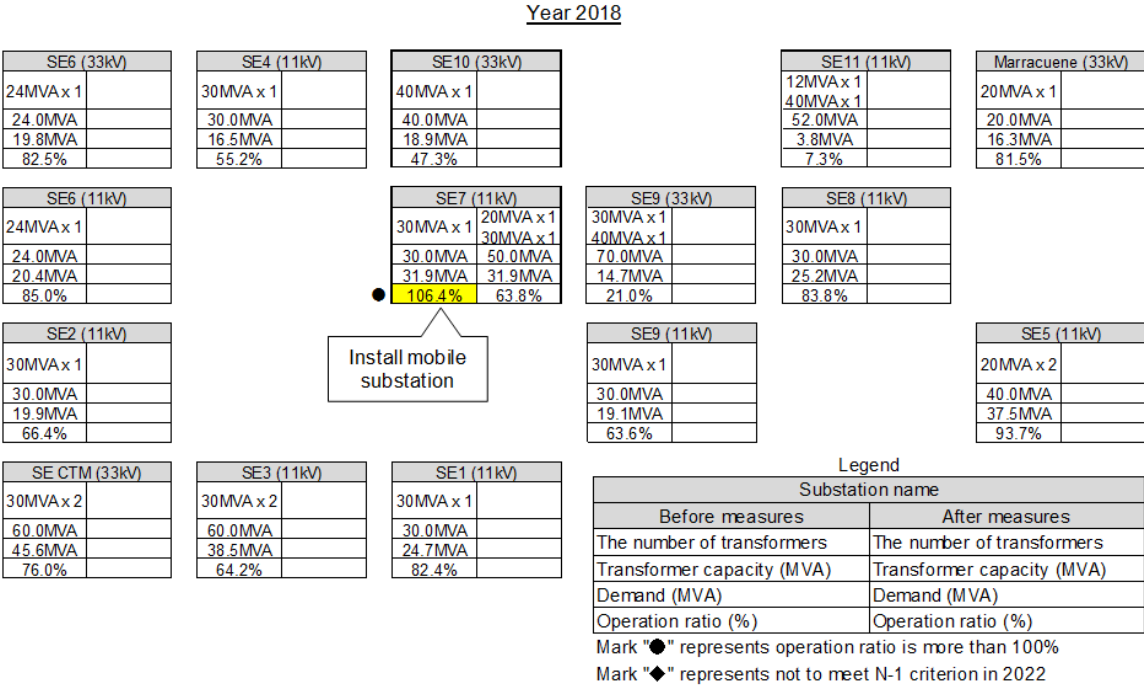 Year 2018
SE6 (33kV)
24MVA x 1
24.0MVA
19.8MVA
82.5%
SE4 (11kV)
30MVA x 1
30.0MVA
16.5MVA
55.2%
SE10 (33kV)
40MVA x 1
40.0MVA
18.9MVA
47.3%
SE11 (11kV)
12MVA x 1
40MVA x 1
52.0MVA
3.8MVA
7.3%
Marracuene (33kV)
20MVA x 1
20.0MVA
16.3MVA
81.5%
SE6 (11kV)
24MVA x 1
24.0MVA
20.4MVA
85.0%
SE7 (11kV)
30MVA x 1 20MVA x 1
30MVA x 1
30.0MVA 50.0MVA
31.9MVA 31.9MVA
● 106.4% 63.8%
Install mobile
substation
SE9 (33kV)
30MVA x 1
40MVA x 1
70.0MVA
14.7MVA
21.0%
SE8 (11kV)
30MVA x 1
30.0MVA
25.2MVA
83.8%
SE2 (11kV)
30MVA x 1
30.0MVA
19.9MVA
66.4%
SE9 (11kV)
30MVA x 1
30.0MVA
19.1MVA
63.6%
SE5 (11kV)
20MVA x 2
40.0MVA
37.5MVA
93.7%
SE CTM (33kV)
30MVA x 2
60.0MVA
45.6MVA
76.0%
SE3 (11kV)
30MVA x 2
60.0MVA
38.5MVA
64.2%
SE1 (11kV)
30MVA x 1
30.0MVA
24.7MVA
82.4%
Legend
Substation name
Before measures After measures
The number of transformers The number of transformers
Transformer capacity (MVA) Transformer capacity (MVA)
Demand (MVA) Demand (MVA)
Operation ratio (%) Operation ratio (%)
Mark "●" represents operation ratio is more than 100%
Mark "◆" represents not to meet N-1 criterion in 2022